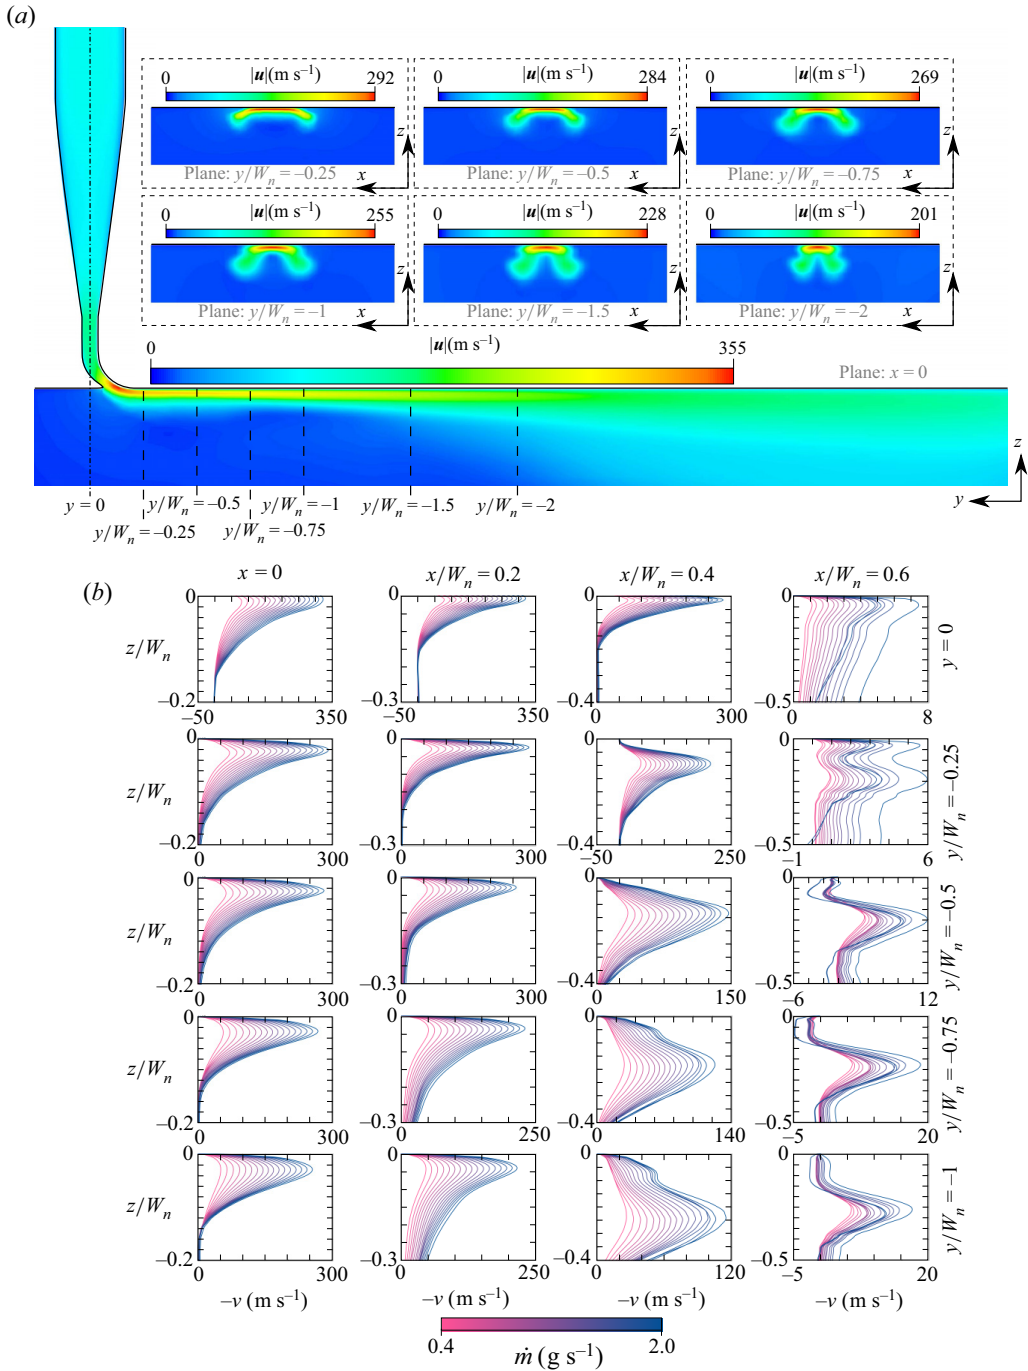 (a)
|u|(m s⁻¹) |u|(m s⁻¹) |u|(m s⁻¹)
0 292 0 284 0 269
z z z
Plane: y/Wₙ = −0.25 Plane: y/Wₙ = −0.5 Plane: y/Wₙ = −0.75
x x x
|u|(m s⁻¹) |u|(m s⁻¹) |u|(m s⁻¹)
0 255 0 228 0 201
z z z
Plane: y/Wₙ = −1 Plane: y/Wₙ = −1.5 Plane: y/Wₙ = −2
x x x
|u|(m s⁻¹)
0 355
Plane: x = 0
z
y
y = 0 y/Wₙ = −0.5 y/Wₙ = −1 y/Wₙ = −1.5 y/Wₙ = −2
y/Wₙ = −0.25 y/Wₙ = −0.75
(b)
x = 0 x/Wₙ = 0.2 x/Wₙ = 0.4 x/Wₙ = 0.6
0 0 0 0
z/Wₙ y = 0
−0.2 −0.3 −0.4 −0.5
−50 350 −50 350 0 300 0 8
0 0 0 0
z/Wₙ y/Wₙ = −0.25
−0.2 −0.3 −0.4 −0.5
0 300 0 300 −50 250 −1 6
0 0 0 0
z/Wₙ y/Wₙ = −0.5
−0.2 −0.3 −0.4 −0.5
0 300 0 300 0 150 −6 12
0 0 0 0
z/Wₙ y/Wₙ = −0.75
−0.2 −0.3 −0.4 −0.5
0 300 0 250 0 140 −5 20
0 0 0 0
z/Wₙ y/Wₙ = −1
−0.2 −0.3 −0.4 −0.5
0 300 0 250 0 120 −5 20
−v (m s⁻¹) −v (m s⁻¹) −v (m s⁻¹) −v (m s⁻¹)
0.4 2.0
ṁ (g s⁻¹)